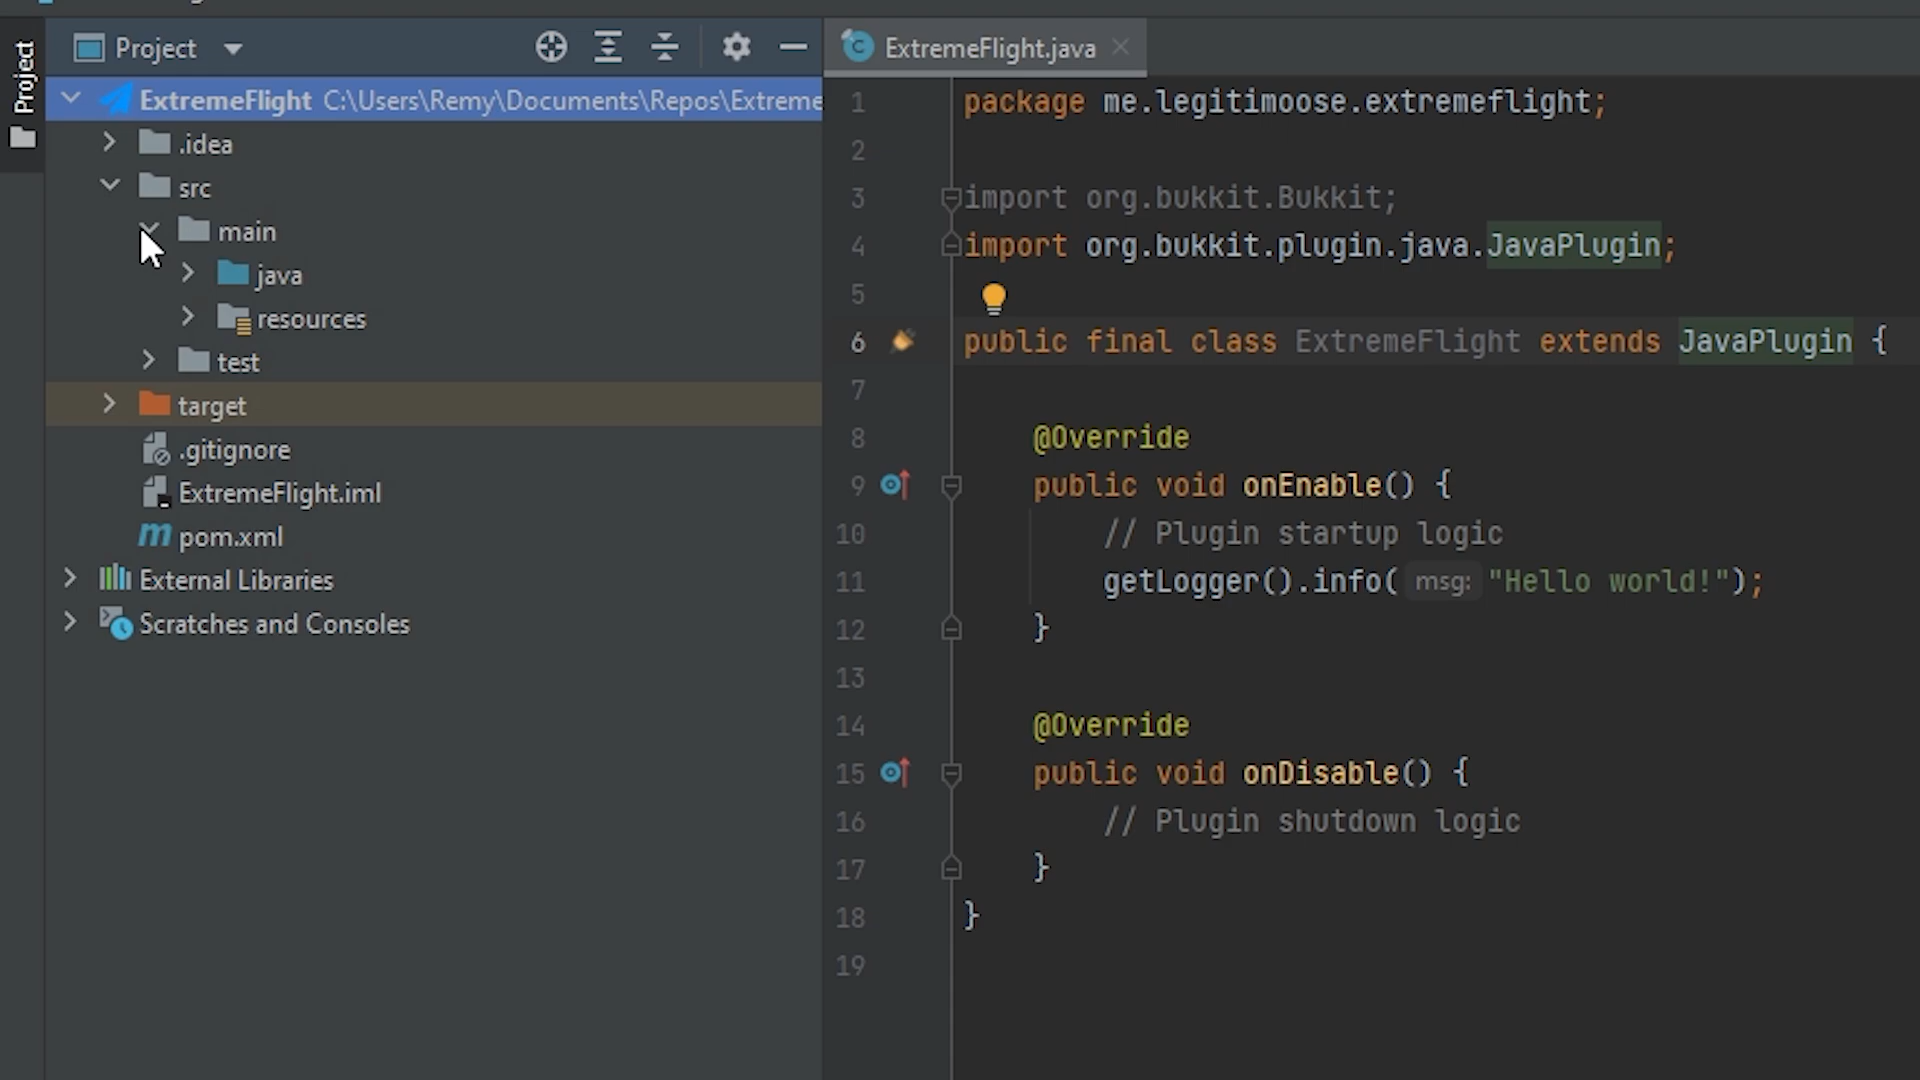 Project
Project
ExtremeFlight C:\Users\Remy\Documents\Repos\Extreme
.idea
src
main
java
resources
test
target
.gitignore
ExtremeFlight.iml
m pom.xml
External Libraries
Scratches and Consoles
C ExtremeFlight.java
1 package me.legitimoose.extremeflight;
2
3 import org.bukkit.Bukkit;
4 import org.bukkit.plugin.java.JavaPlugin;
5
6 public final class ExtremeFlight extends JavaPlugin {
7
8 @Override
9 public void onEnable() {
10 // Plugin startup logic
11 getLogger().info( msg: "Hello world!");
12 }
13
14 @Override
15 public void onDisable() {
16 // Plugin shutdown logic
17 }
18 }
19